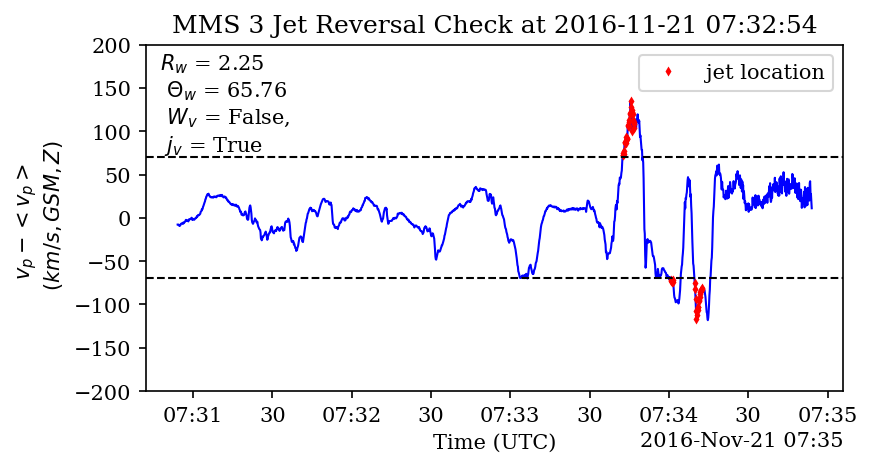 MMS 3 Jet Reversal Check at 2016-11-21 07:32:54
R_w = 2.25
Θ_w = 65.76
W_v = False,
j_v = True
jet location
v_p − < v_p >
(km/s, GSM, Z)
200
150
100
50
0
−50
−100
−150
−200
07:31 30 07:32 30 07:33 30 07:34 30 07:35
Time (UTC)
2016-Nov-21 07:35